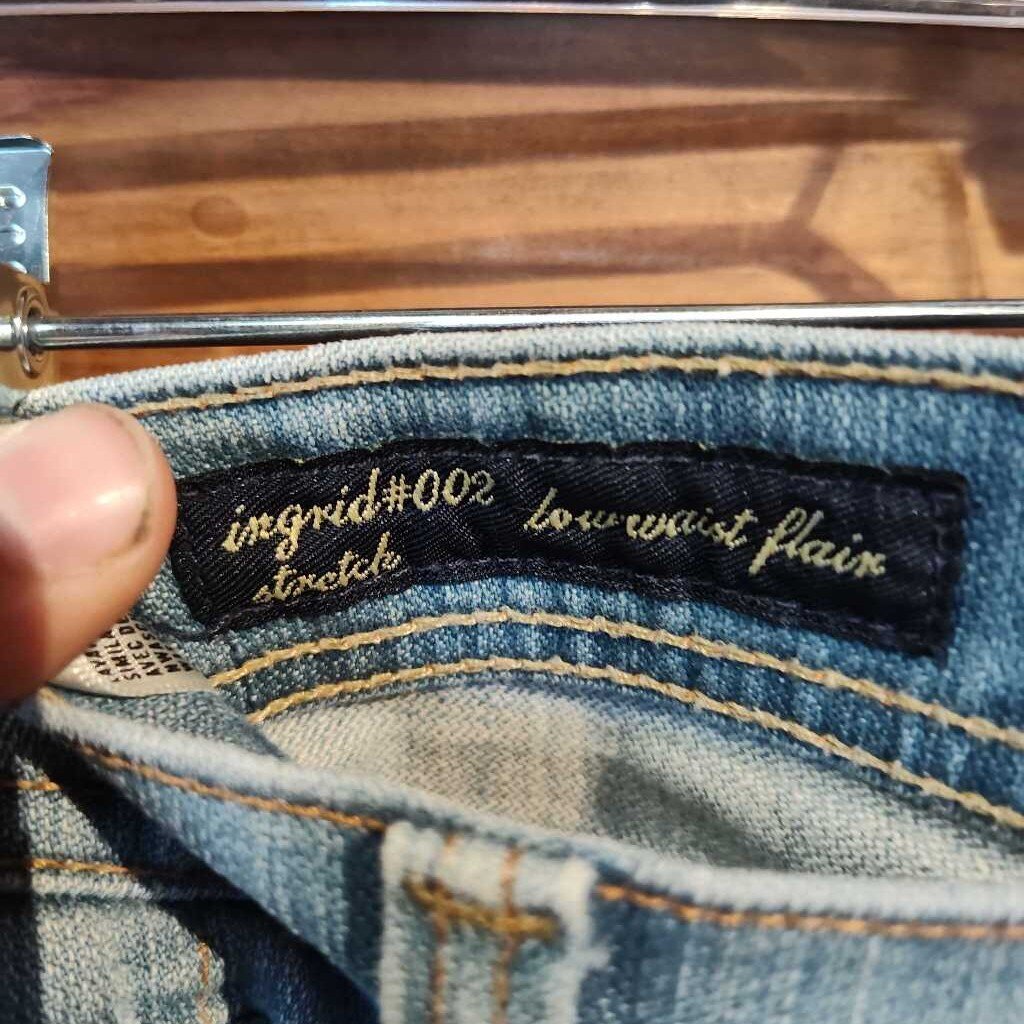 ingrid#002 low waist flair
stretch